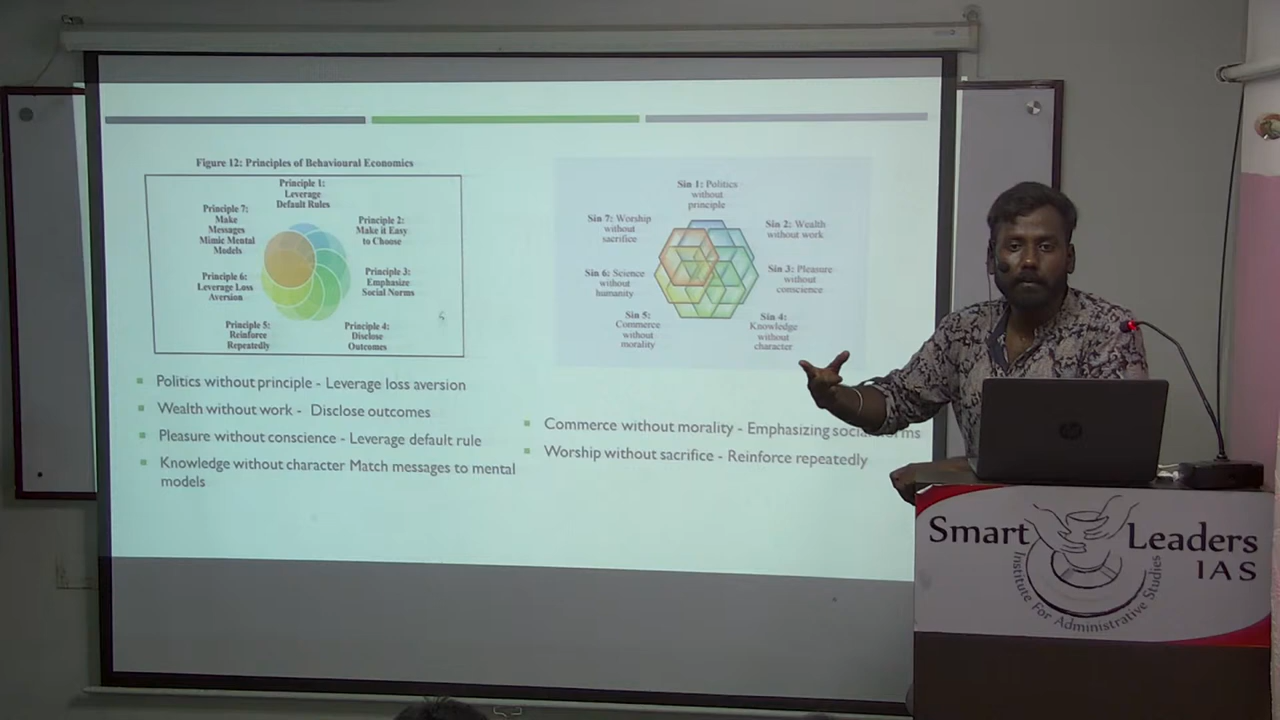 Figure 12: Principles of Behavioural Economics
Principle 1:
Leverage
Default Rules
Principle 2:
Make it Easy
to Choose
Principle 3:
Emphasize
Social Norms
Principle 4:
Disclose
Outcomes
Principle 5:
Reinforce
Repeatedly
Principle 6:
Leverage Loss
Aversion
Principle 7:
Make
Messages
Mimic Mental
Models
Sin 1: Politics
without
principle
Sin 2: Wealth
without work
Sin 3: Pleasure
without
conscience
Sin 4:
Knowledge
without
character
Sin 5:
Commerce
without
morality
Sin 6: Science
without
humanity
Sin 7: Worship
without
sacrifice
Politics without principle - Leverage loss aversion
Wealth without work - Disclose outcomes
Pleasure without conscience - Leverage default rule
Knowledge without character Match messages to mental
models
Commerce without morality - Emphasizing social norms
Worship without sacrifice - Reinforce repeatedly
Smart Leaders
IAS
Institute For Administrative Studies
hp